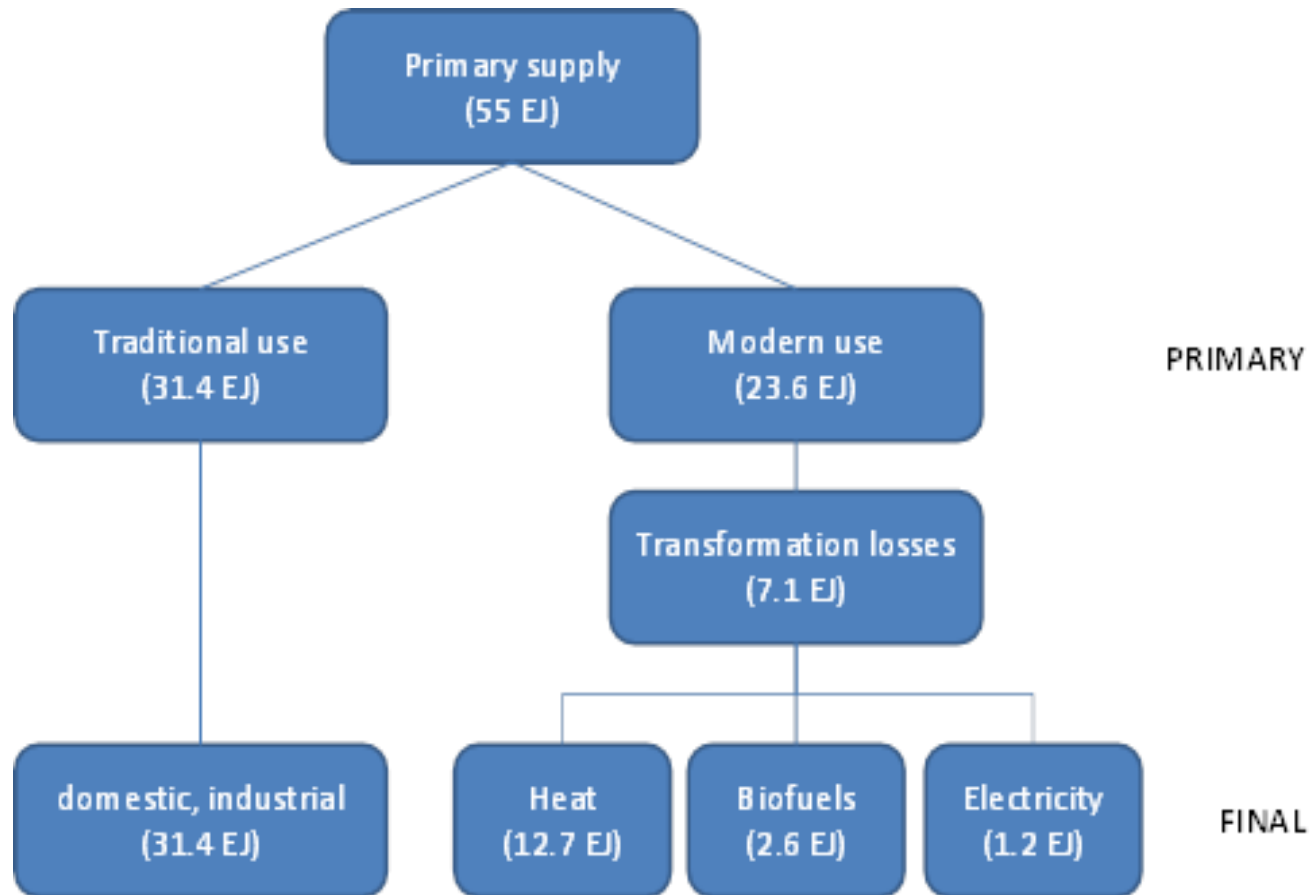 Primary supply
(55 EJ)
Traditional use
(31.4 EJ)
Modern use
(23.6 EJ)
PRIMARY
Transformation losses
(7.1 EJ)
domestic, industrial
(31.4 EJ)
Heat
(12.7 EJ)
Biofuels
(2.6 EJ)
Electricity
(1.2 EJ)
FINAL